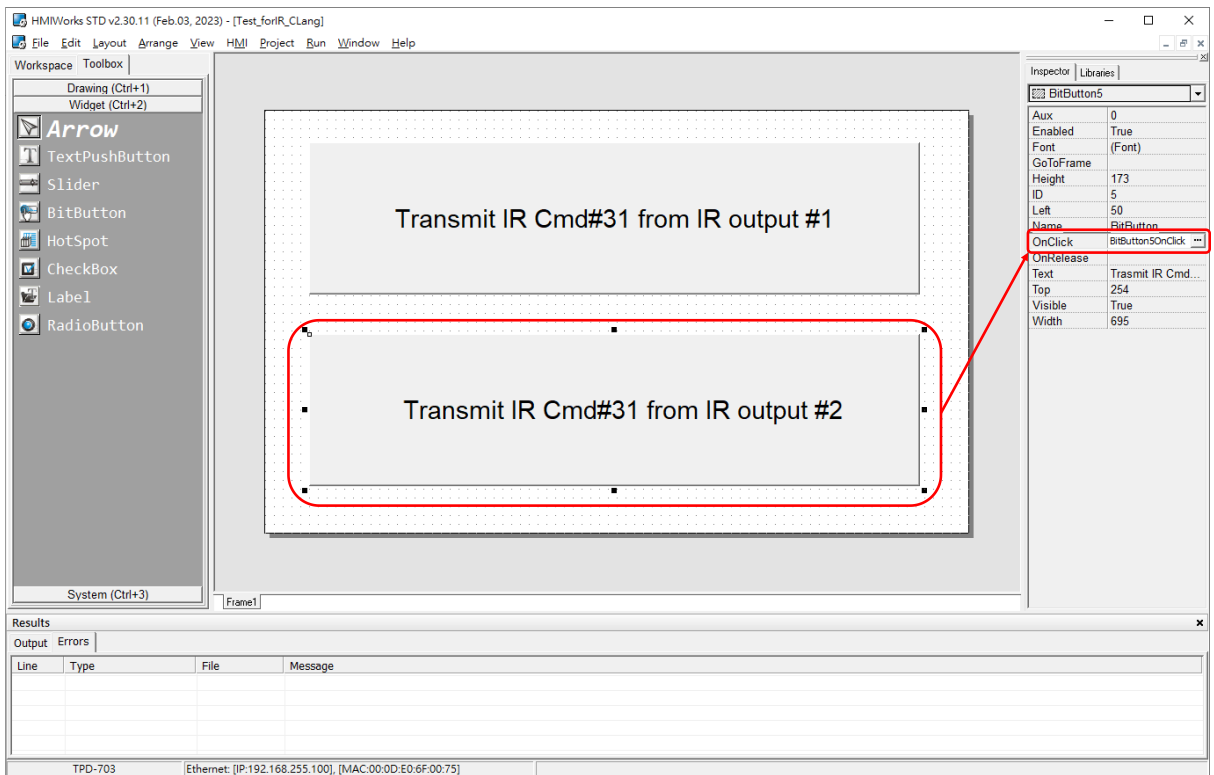 HMIWorks STD v2.30.11 (Feb.03, 2023) - [Test_forIR_CLang]
File Edit Layout Arrange View HMI Project Run Window Help
Workspace Toolbox
Drawing (Ctrl+1)
Widget (Ctrl+2)
Arrow
TextPushButton
Slider
BitButton
HotSpot
CheckBox
Label
RadioButton
System (Ctrl+3)
Transmit IR Cmd#31 from IR output #1
Transmit IR Cmd#31 from IR output #2
Frame1
Inspector Libraries
BitButton5
Aux 0
Enabled True
Font (Font)
GoToFrame
Height 173
ID 5
Left 50
Name BitButton
OnClick BitButton5OnClick ...
OnRelease
Text Trasmit IR Cmd...
Top 254
Visible True
Width 695
Results
Output Errors
Line Type File Message
TPD-703 Ethernet: [IP:192.168.255.100], [MAC:00:0D:E0:6F:00:75]